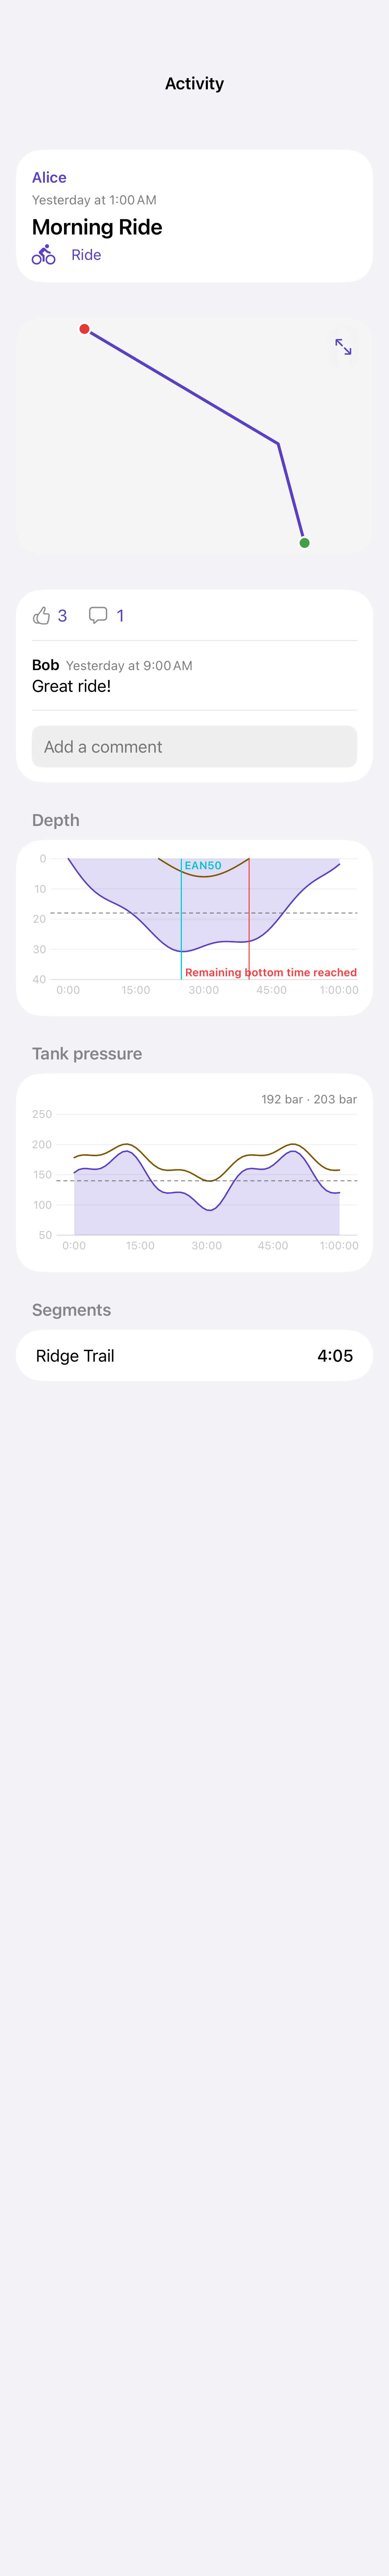 Activity
Alice
Yesterday at 1:00 AM
Morning Ride
Ride
3 1
Bob Yesterday at 9:00 AM
Great ride!
Add a comment
Depth
0
EAN50
10
20
30
Remaining bottom time reached
40
0:00 15:00 30:00 45:00 1:00:00
Tank pressure
192 bar · 203 bar
250
200
150
100
50
0:00 15:00 30:00 45:00 1:00:00
Segments
Ridge Trail 4:05